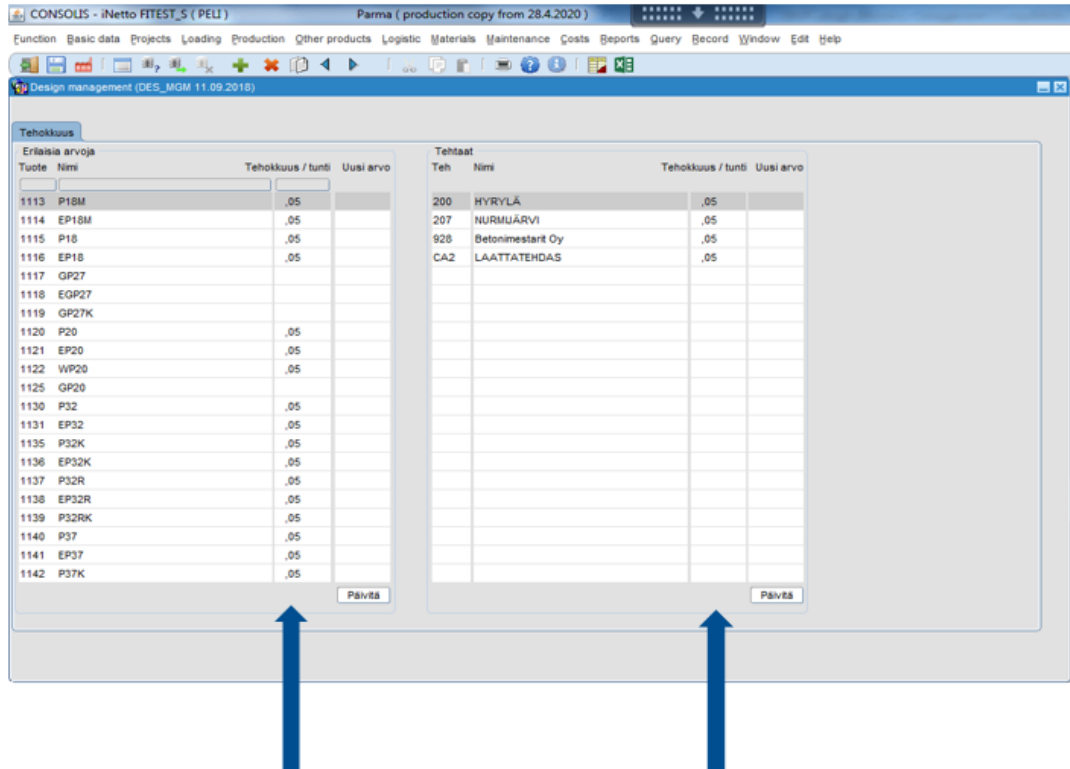 CONSOLIS - iNetto FITEST_S ( PELI ) Parma ( production copy from 28.4.2020 )
Function Basic data Projects Loading Production Other products Logistic Materials Maintenance Costs Reports Query Record Window Edit Help
Design management (DES_MGM 11.09.2018)
Tehokkuus
Erilaisia arvoja Tehtaat
Tuote Nimi Tehokkuus / tunti Uusi arvo Teh Nimi Tehokkuus / tunti Uusi arvo
1113 P18M ,05 200 HYRYLÄ ,05
1114 EP18M ,05 207 NURMIJÄRVI ,05
1115 P18 ,05 928 Betonimestarit Oy ,05
1116 EP18 ,05 CA2 LAATTATEHDAS ,05
1117 GP27
1118 EGP27
1119 GP27K
1120 P20 ,05
1121 EP20 ,05
1122 WP20 ,05
1125 GP20
1130 P32 ,05
1131 EP32 ,05
1135 P32K ,05
1136 EP32K ,05
1137 P32R ,05
1138 EP32R ,05
1139 P32RK ,05
1140 P37 ,05
1141 EP37 ,05
1142 P37K ,05
Päivitä Päivitä